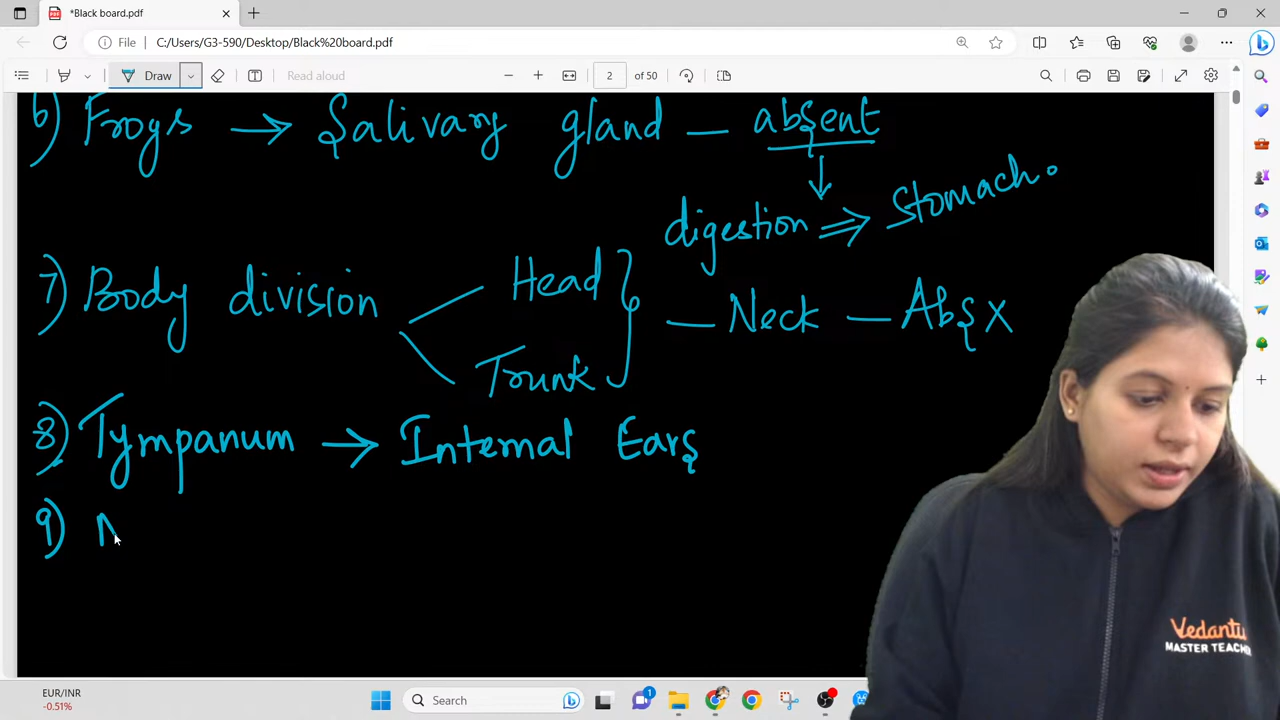 *Black board.pdf
File C:/Users/G3-590/Desktop/Black%20board.pdf
Draw Read aloud 2 of 50
6) Frogs → Salivary gland — absent
↓
digestion ⇒ Stomach.
7) Body division Head
Trunk
— Neck — Abs X
8) Tympanum → Internal Ears
9)
Vedantu
MASTER TEACHER
EUR/INR
-0.51%
Search
1